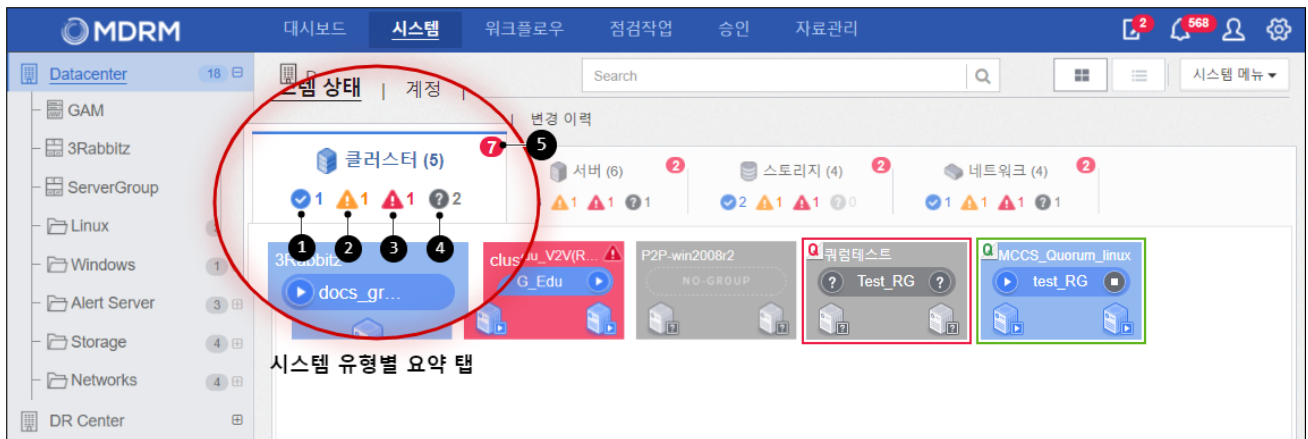 MDRM 대시보드 시스템 워크플로우 점검작업 승인 자료관리 2 568
Datacenter 18
GAM
3Rabbitz
ServerGroup
Linux
Windows 1
Alert Server 3
Storage 4
Networks 4
DR Center
Search 시스템 메뉴
템 상태 | 계정 |
| 변경 이력
클러스터 (5) 7 5
1 1 1 2
1 2 3 4
서버 (6) 2
1 1 1
스토리지 (4) 2
2 1 1 0
네트워크 (4) 2
1 1 1 1
3Rabbitz
docs_gr...
clus du_V2V(R...
G_Edu
P2P-win2008r2
NO-GROUP
Q 쿼럼테스트
? Test_RG ?
Q MCCS_Quorum_linux
test_RG
시스템 유형별 요약 탭